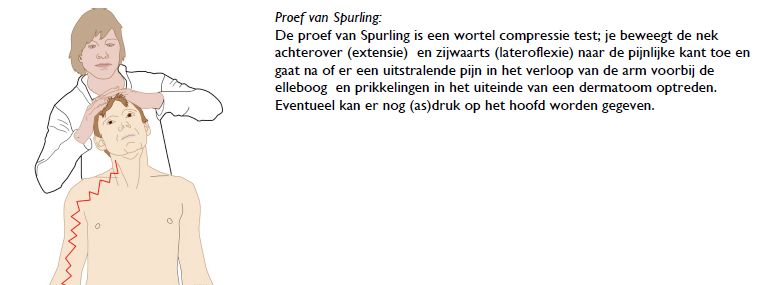 Proef van Spurling:
De proef van Spurling is een wortel compressie test; je beweegt de nek
achterover (extensie) en zijwaarts (lateroflexie) naar de pijnlijke kant toe en
gaat na of er een uitstralende pijn in het verloop van de arm voorbij de
elleboog en prikkelingen in het uiteinde van een dermatoom optreden.
Eventueel kan er nog (as)druk op het hoofd worden gegeven.